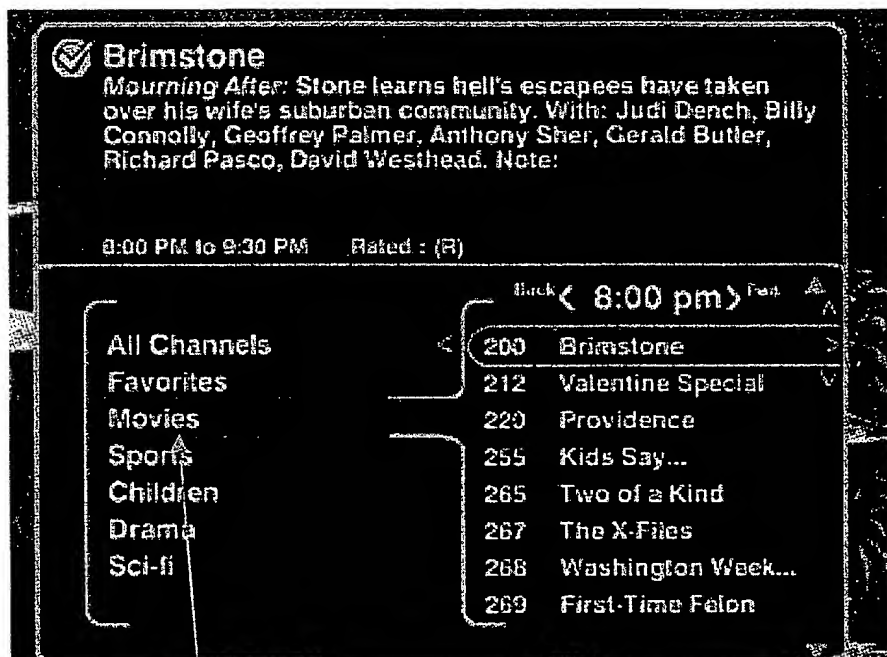 Brimstone
Mourning After: Stone learns hell's escapees have taken
over his wife's suburban community. With: Judi Dench, Billy
Connolly, Geoffrey Palmer, Anthony Sher, Gerald Butler,
Richard Pasco, David Westhead. Note:
8:00 PM to 9:30 PM Rated : (R)
Back < 8:00 pm >
All Channels
Favorites
Movies
Sports
Children
Drama
Sci-fi
200 Brimstone
212 Valentine Special
220 Providence
255 Kids Say...
265 Two of a Kind
267 The X-Files
268 Washington Week...
269 First-Time Felon